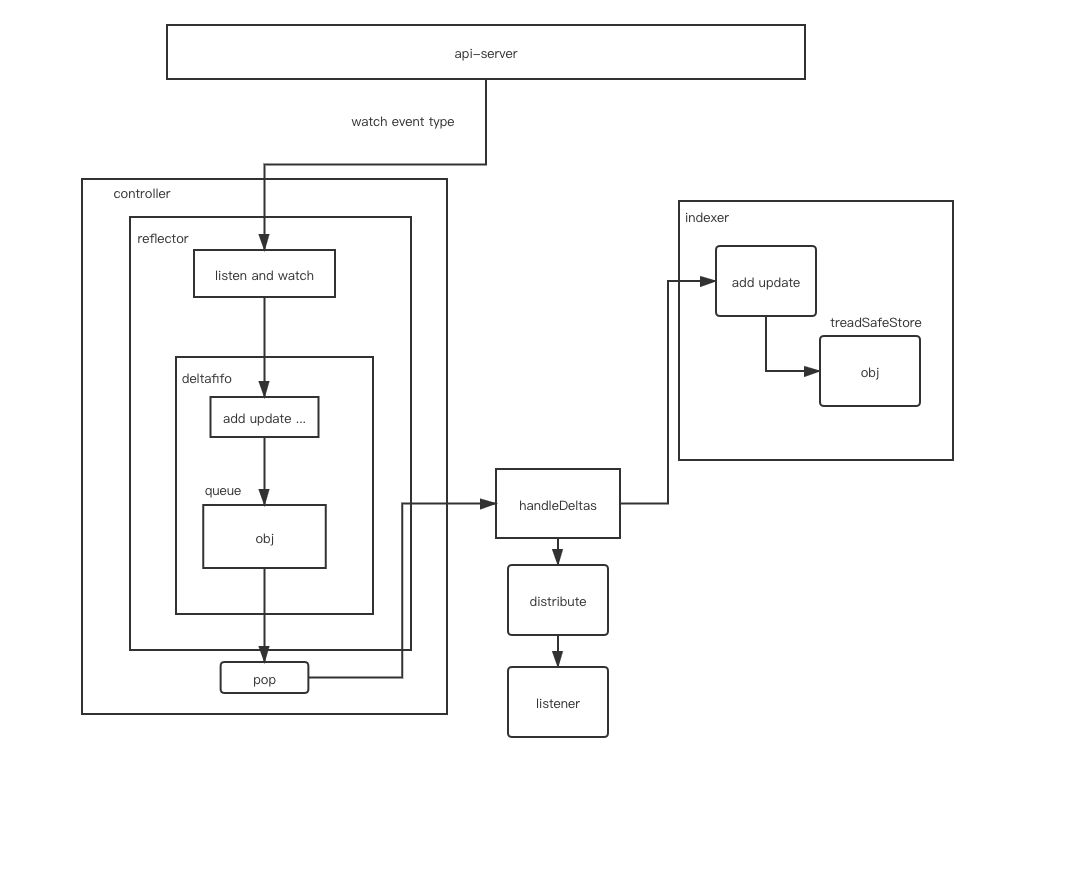 api-server
watch event type
controller
reflector
listen and watch
deltafifo
add update ...
queue
obj
pop
handleDeltas
distribute
listener
indexer
add update
treadSafeStore
obj